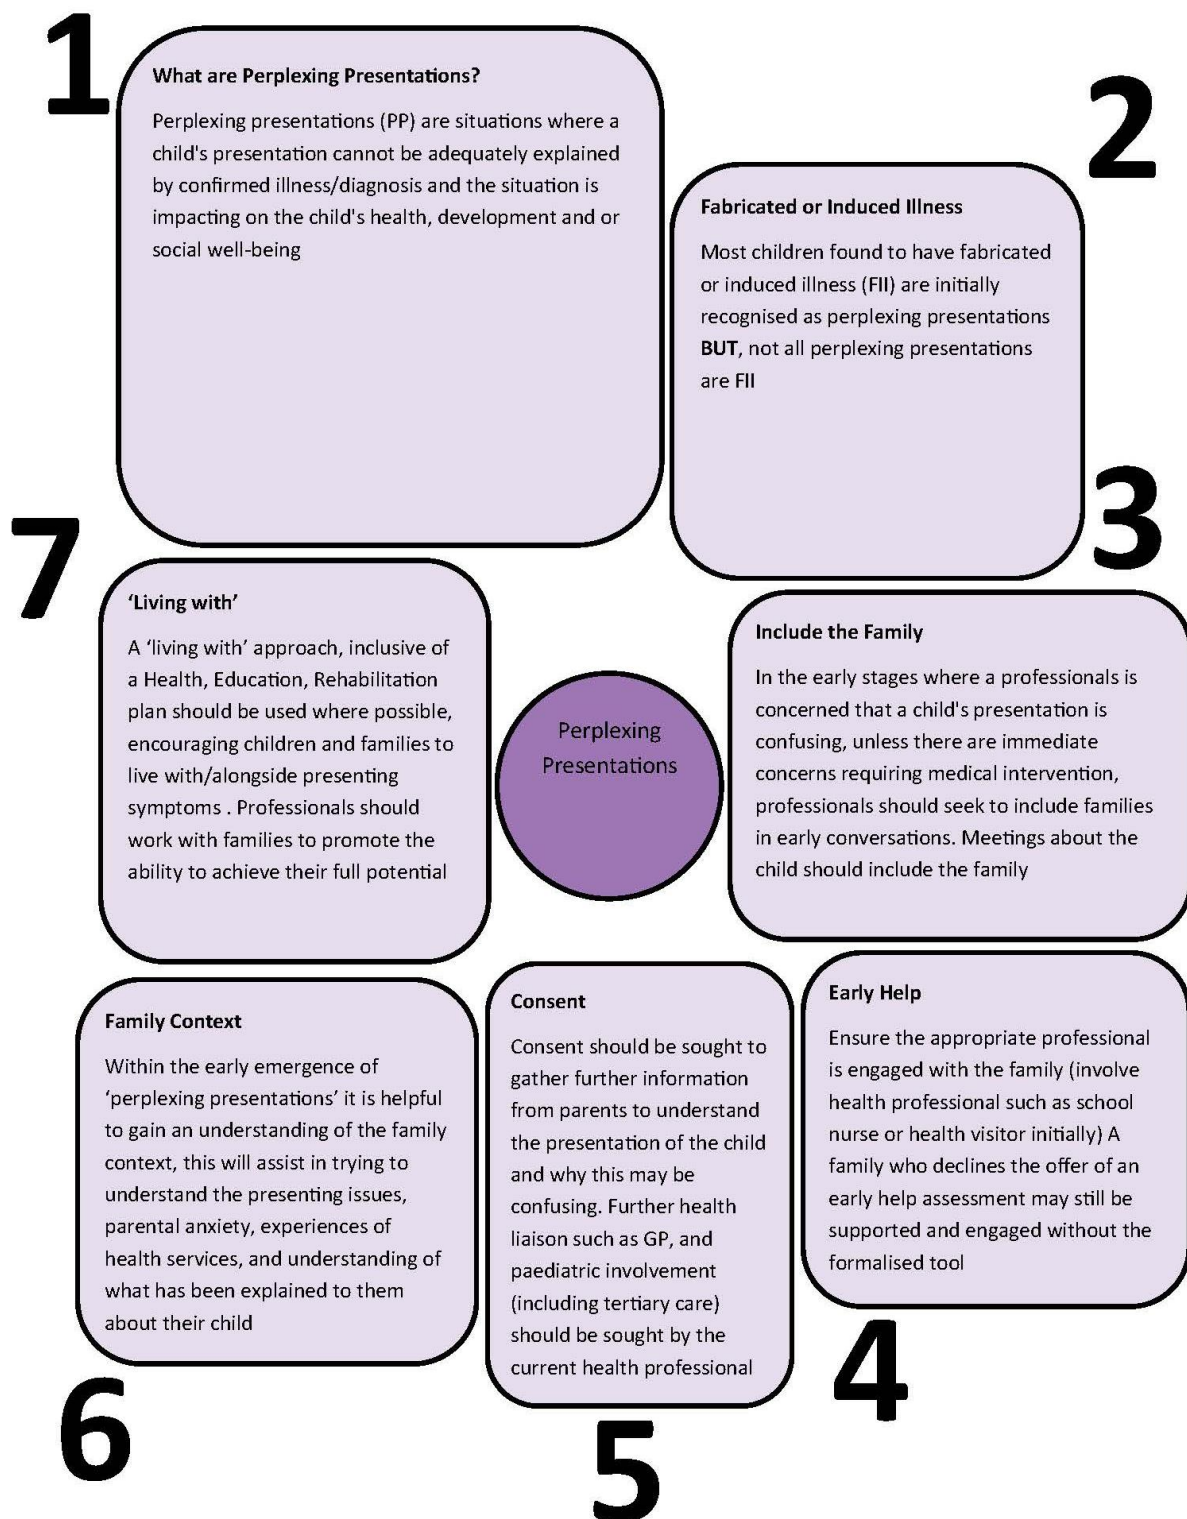 1
What are Perplexing Presentations?
Perplexing presentations (PP) are situations where a
child's presentation cannot be adequately explained
by confirmed illness/diagnosis and the situation is
impacting on the child's health, development and or
social well-being
2
Fabricated or Induced Illness
Most children found to have fabricated
or induced illness (FII) are initially
recognised as perplexing presentations
BUT, not all perplexing presentations
are FII
3
Include the Family
In the early stages where a professionals is
concerned that a child's presentation is
confusing, unless there are immediate
concerns requiring medical intervention,
professionals should seek to include families
in early conversations. Meetings about the
child should include the family
4
Early Help
Ensure the appropriate professional
is engaged with the family (involve
health professional such as school
nurse or health visitor initially) A
family who declines the offer of an
early help assessment may still be
supported and engaged without the
formalised tool
5
Consent
Consent should be sought to
gather further information
from parents to understand
the presentation of the child
and why this may be
confusing. Further health
liaison such as GP, and
paediatric involvement
(including tertiary care)
should be sought by the
current health professional
6
Family Context
Within the early emergence of
‘perplexing presentations’ it is helpful
to gain an understanding of the family
context, this will assist in trying to
understand the presenting issues,
parental anxiety, experiences of
health services, and understanding of
what has been explained to them
about their child
7
‘Living with’
A ‘living with’ approach, inclusive of
a Health, Education, Rehabilitation
plan should be used where possible,
encouraging children and families to
live with/alongside presenting
symptoms . Professionals should
work with families to promote the
ability to achieve their full potential
Perplexing
Presentations